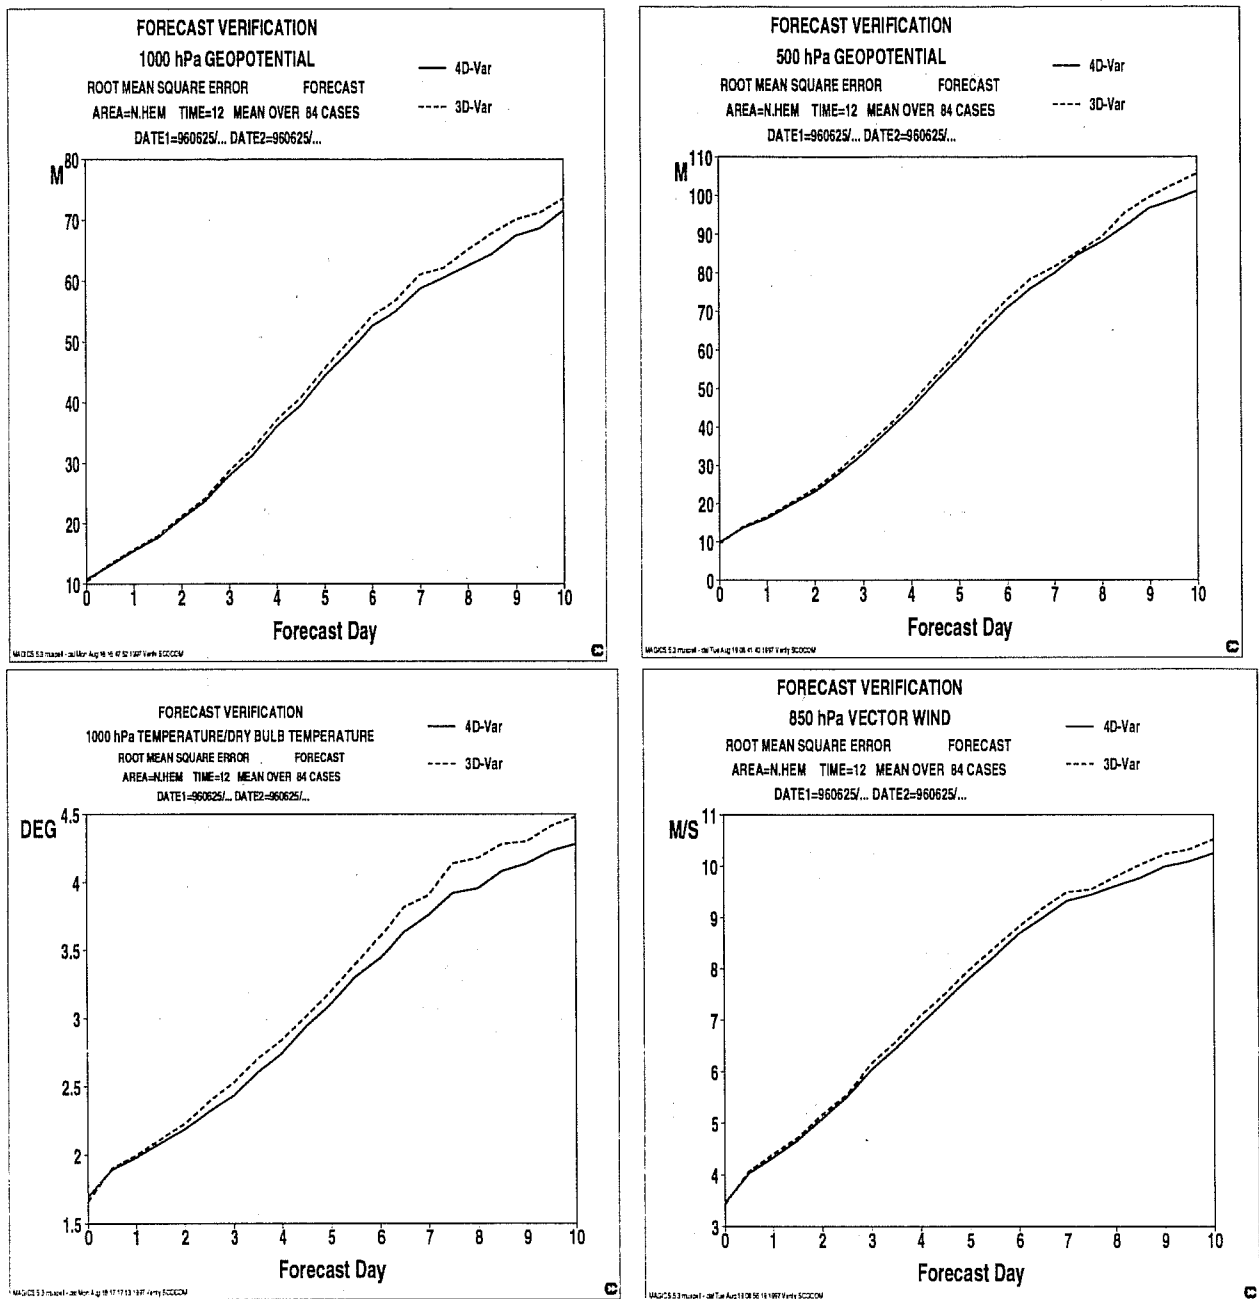 FORECAST VERIFICATION
1000 hPa GEOPOTENTIAL
ROOT MEAN SQUARE ERROR FORECAST
AREA=N.HEM TIME=12 MEAN OVER 84 CASES
DATE1=960625/... DATE2=960625/...
4D-Var
3D-Var
M
80
70
60
50
40
30
20
10
0 1 2 3 4 5 6 7 8 9 10
Forecast Day
FORECAST VERIFICATION
500 hPa GEOPOTENTIAL
ROOT MEAN SQUARE ERROR FORECAST
AREA=N.HEM TIME=12 MEAN OVER 84 CASES
DATE1=960625/... DATE2=960625/...
4D-Var
3D-Var
M
110
100
90
80
70
60
50
40
30
20
10
0
0 1 2 3 4 5 6 7 8 9 10
Forecast Day
FORECAST VERIFICATION
1000 hPa TEMPERATURE/DRY BULB TEMPERATURE
ROOT MEAN SQUARE ERROR FORECAST
AREA=N.HEM TIME=12 MEAN OVER 84 CASES
DATE1=960625/... DATE2=960625/...
4D-Var
3D-Var
DEG
4.5
4
3.5
3
2.5
2
1.5
0 1 2 3 4 5 6 7 8 9 10
Forecast Day
FORECAST VERIFICATION
850 hPa VECTOR WIND
ROOT MEAN SQUARE ERROR FORECAST
AREA=N.HEM TIME=12 MEAN OVER 84 CASES
DATE1=960625/... DATE2=960625/...
4D-Var
3D-Var
M/S
11
10
9
8
7
6
5
4
3
0 1 2 3 4 5 6 7 8 9 10
Forecast Day